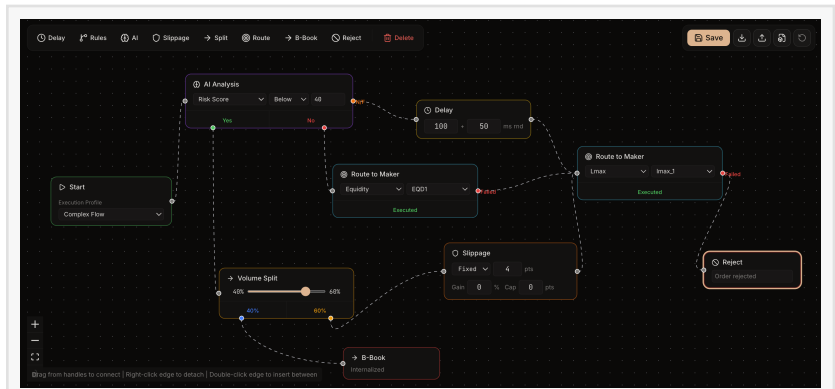 Delay Rules AI Slippage Split Route B-Book Reject Delete Save
AI Analysis
Risk Score Below 40
Yes No
Delay
100 + 50 ms rnd
Route to Maker
Lmax lmax_1
Failed
Executed
Route to Maker
Equidity EQD1
Failed
Executed
Start
Execution Profile
Complex Flow
Slippage
Fixed 4 pts
Gain 0 % Cap 0 pts
Reject
Order rejected
Volume Split
40% 60%
40% 60%
B-Book
Internalized
Drag from handles to connect | Right-click edge to detach | Double-click edge to insert between